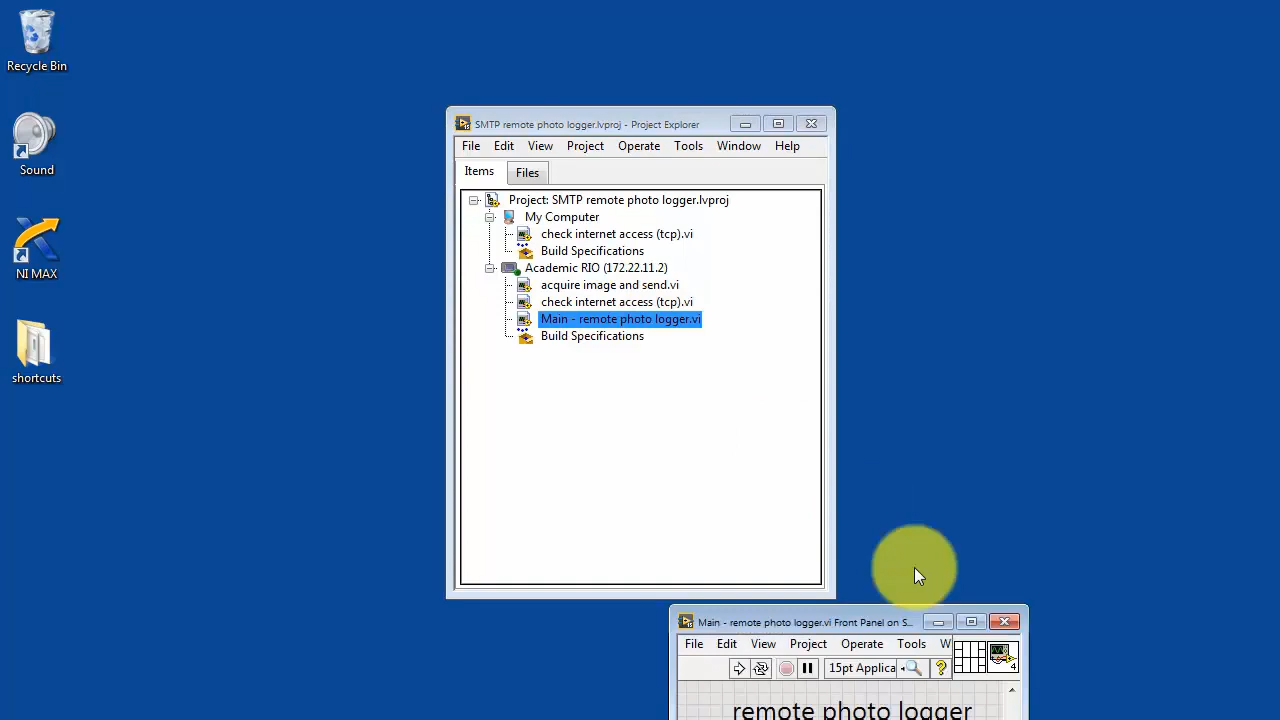 Recycle Bin
Sound
NI MAX
shortcuts
SMTP remote photo logger.lvproj - Project Explorer
File Edit View Project Operate Tools Window Help
Items Files
Project: SMTP remote photo logger.lvproj
My Computer
check internet access (tcp).vi
Build Specifications
Academic RIO (172.22.11.2)
acquire image and send.vi
check internet access (tcp).vi
Main - remote photo logger.vi
Build Specifications
Main - remote photo logger.vi Front Panel on S...
File Edit View Project Operate Tools W
15pt Applica
4
remote photo logger